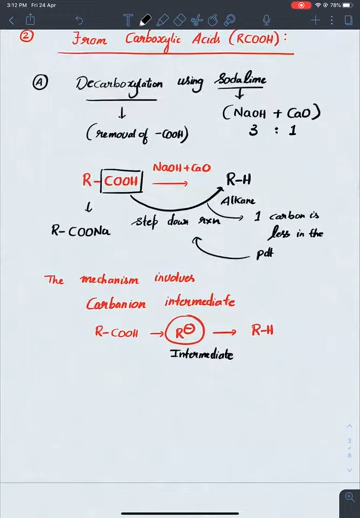 3:12 PM Fri 24 Apr
78%
② From Carboxylic Acids (RCOOH):
Ⓐ Decarboxylation using Sodalime
(removal of -COOH)
(NaOH + CaO)
3 : 1
R-COOH NaOH+CaO → R-H
Alkane
R-COONa
Step down rxn
1 carbon is
less in the
pdt
The mechanism involves
Carbanion intermediate
R-COOH → R⊖ → R-H
Intermediate